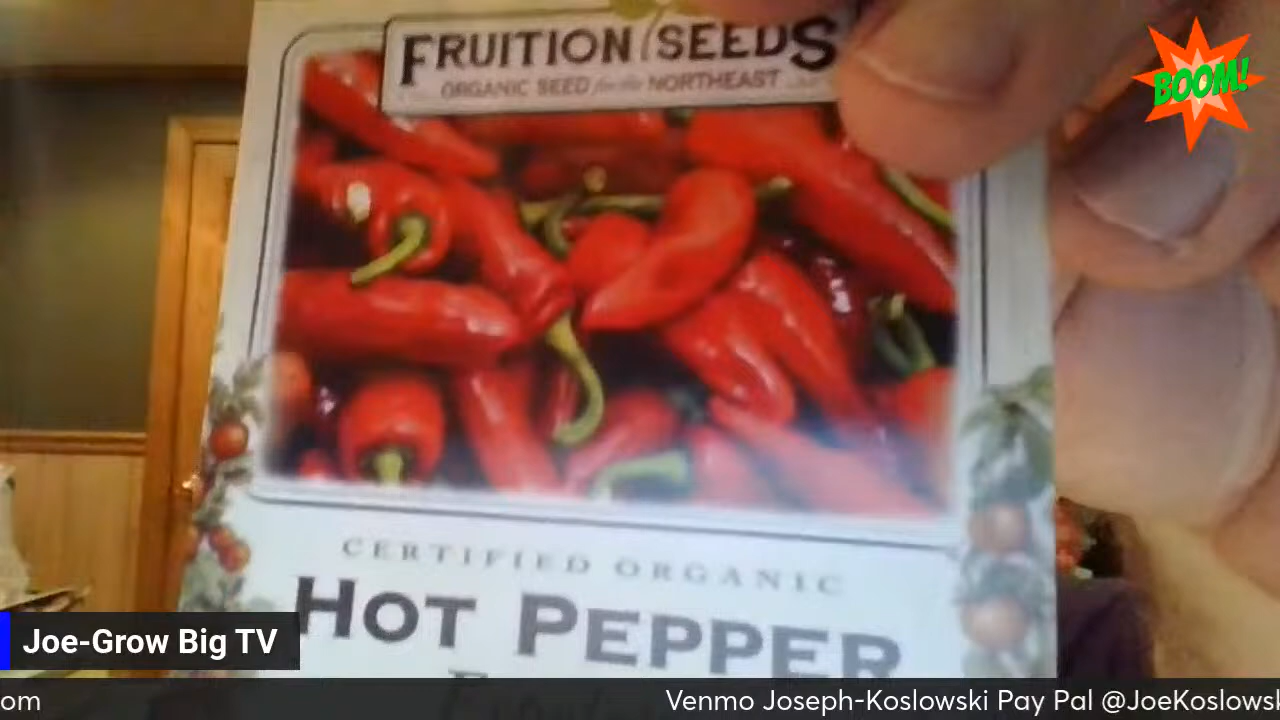 FRUITION SEEDS
ORGANIC SEED for the NORTHEAST
BOOM!
CERTIFIED ORGANIC
HOT PEPPER
Joe-Grow Big TV
om
Venmo Joseph-Koslowski Pay Pal @JoeKoslows